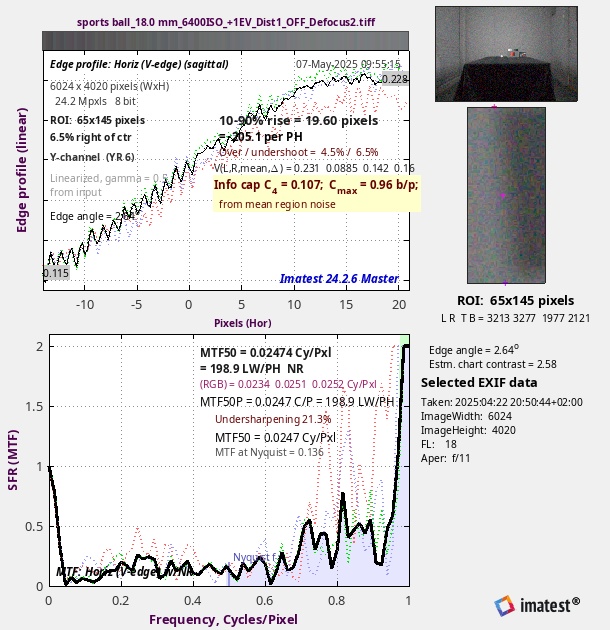 sports ball_18.0 mm_6400ISO_+1EV_Dist1_OFF_Defocus2.tiff
Edge profile: Horiz (V-edge) (sagittal)
07-May-2025 09:55:15
6024 x 4020 pixels (WxH)
24.2 Mpxls 8 bit
ROI: 65x145 pixels
6.5% right of ctr
Y-channel (YR 6)
Linearized, gamma = 0.5
from input
Edge angle = 2.64°
0.228
10-90% rise = 19.60 pixels
= 205.1 per PH
Over / undershoot = 4.5% / 6.5%
V(L,R,mean,Δ) = 0.231 0.0885 0.142 0.16
Info cap C4 = 0.107; Cmax = 0.96 b/p;
from mean region noise
0.115
Imatest 24.2.6 Master
Edge profile (linear)
-10 -5 0 5 10 15 20
Pixels (Hor)
MTF50 = 0.02474 Cy/Pxl
= 198.9 LW/PH NR
(RGB) = 0.0234 0.0251 0.0252 Cy/Pxl
MTF50P = 0.0247 C/P = 198.9 LW/PH
Undersharpening 21.3%
MTF50 = 0.0247 Cy/Pxl
MTF at Nyquist = 0.136
Nyquist f
MTF: Horiz (V-edge) w/NR
SFR (MTF)
2
1.5
1
0.5
0
0 0.2 0.4 0.6 0.8 1
Frequency, Cycles/Pixel
ROI: 65x145 pixels
L R T B = 3213 3277 1977 2121
Edge angle = 2.64°
Estm. chart contrast = 2.58
Selected EXIF data
Taken: 2025:04:22 20:50:44+02:00
ImageWidth: 6024
ImageHeight: 4020
FL: 18
Aper: f/11
imatest®